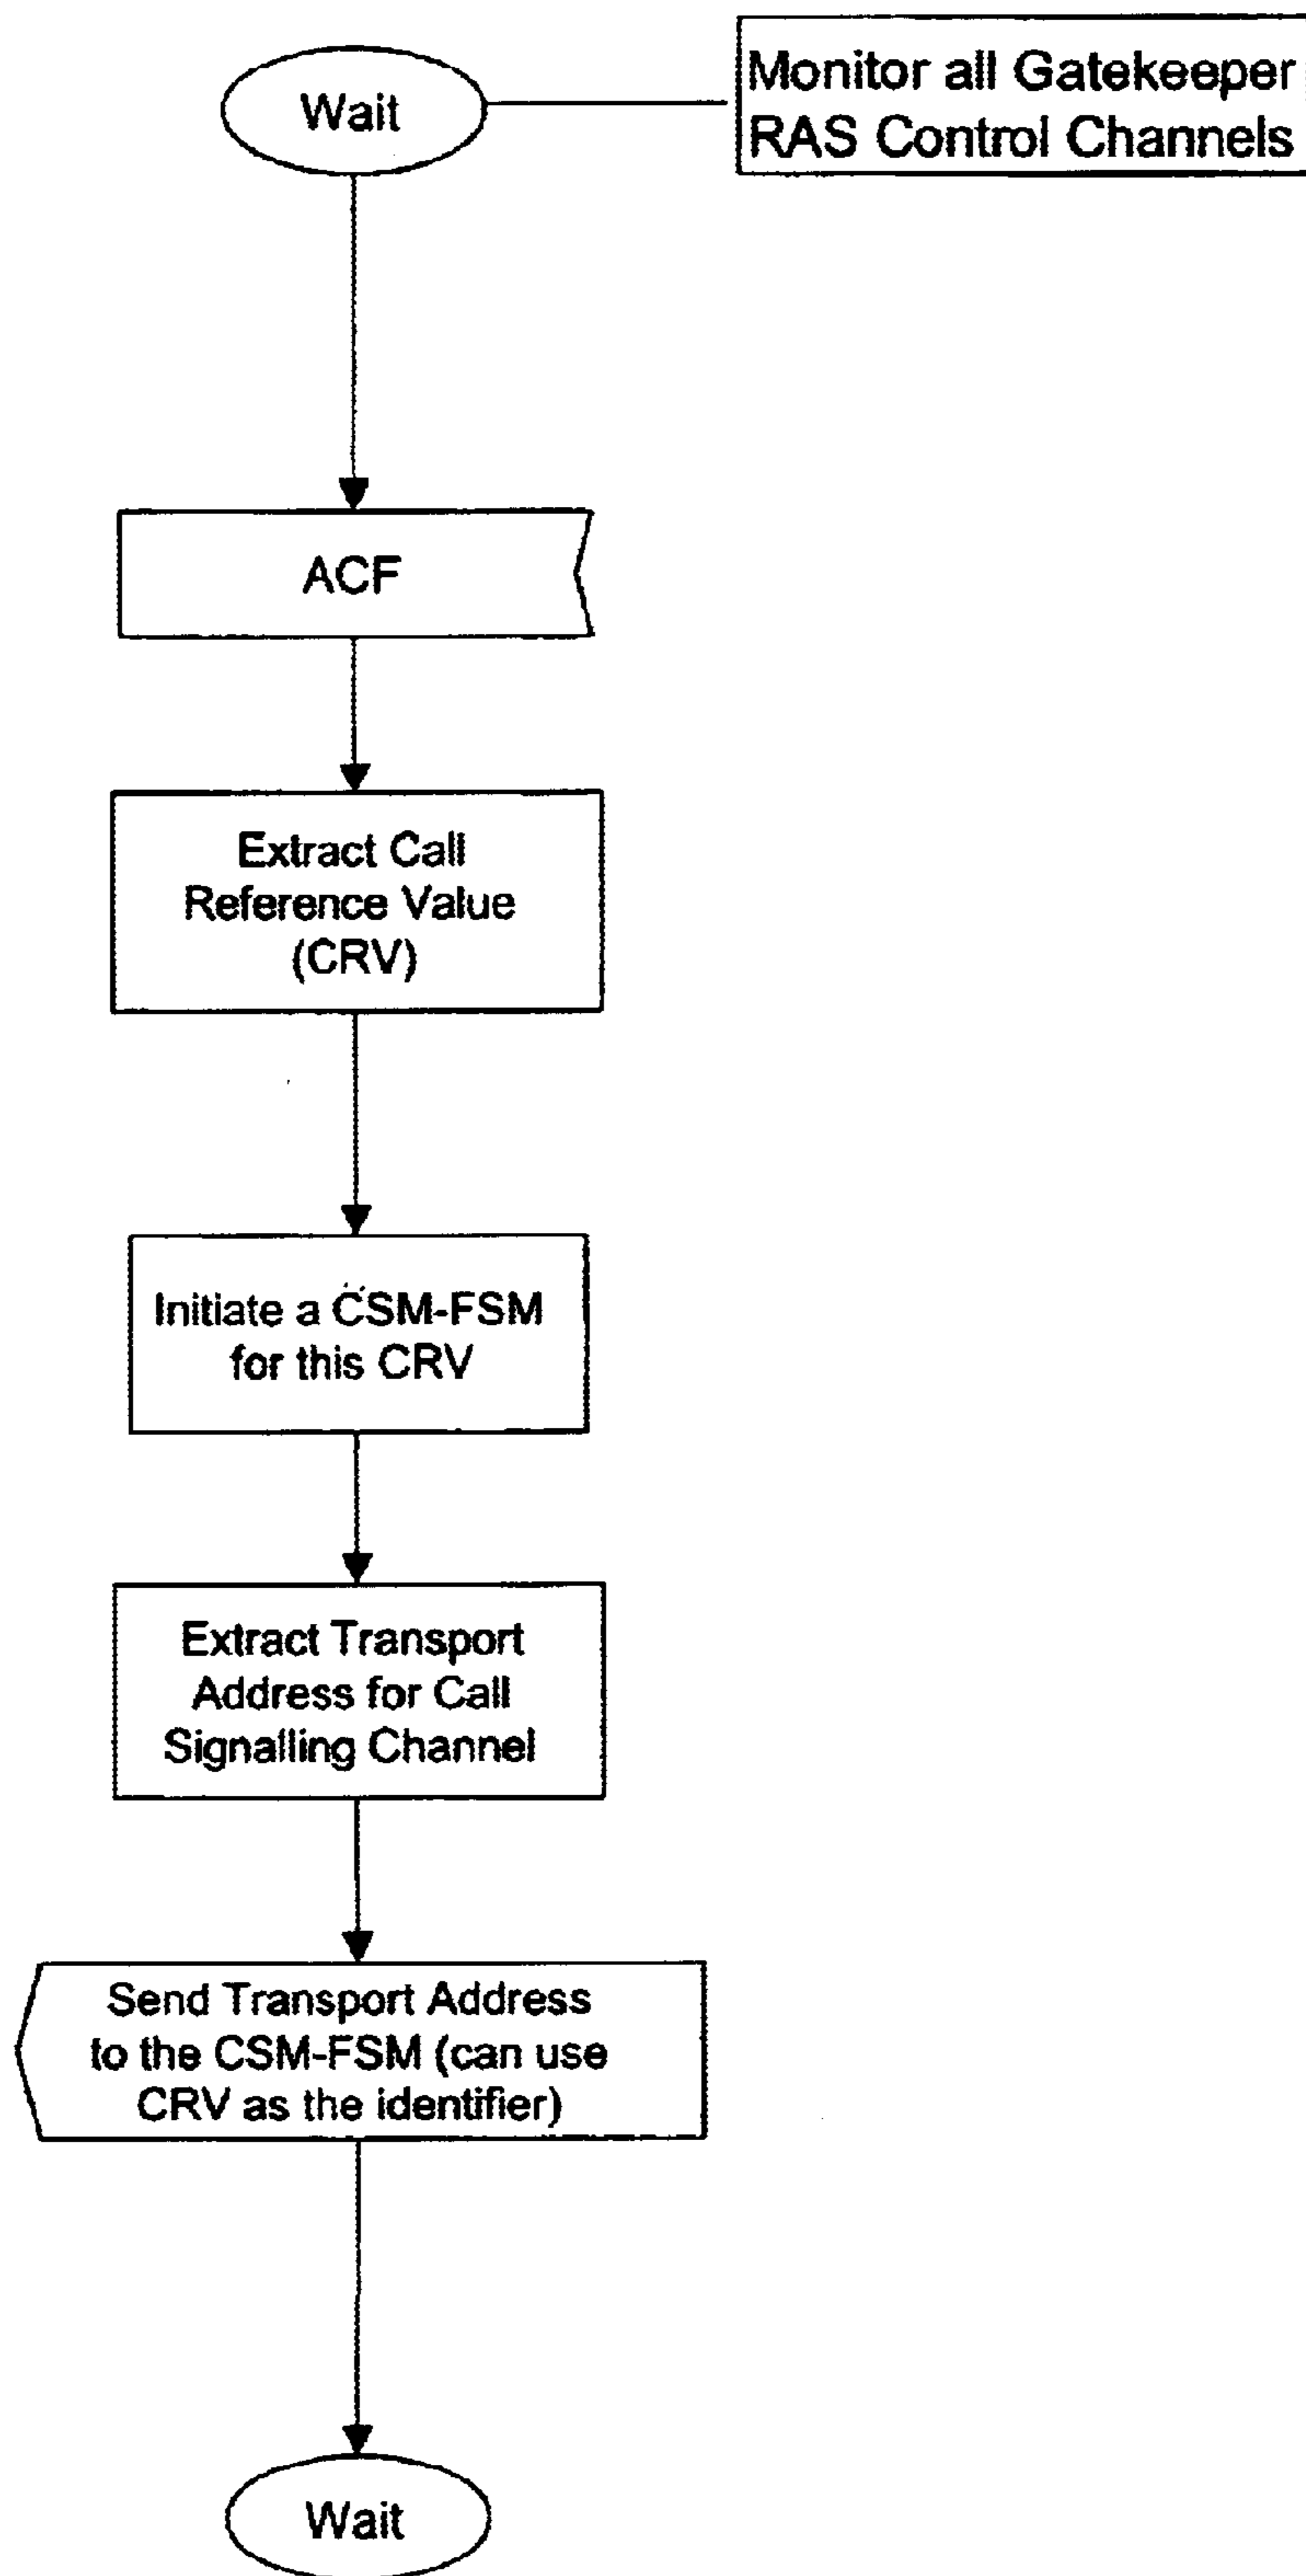 Wait
Monitor all Gatekeeper
RAS Control Channels
ACF
Extract Call
Reference Value
(CRV)
Initiate a CSM-FSM
for this CRV
Extract Transport
Address for Call
Signalling Channel
Send Transport Address
to the CSM-FSM (can use
CRV as the identifier)
Wait